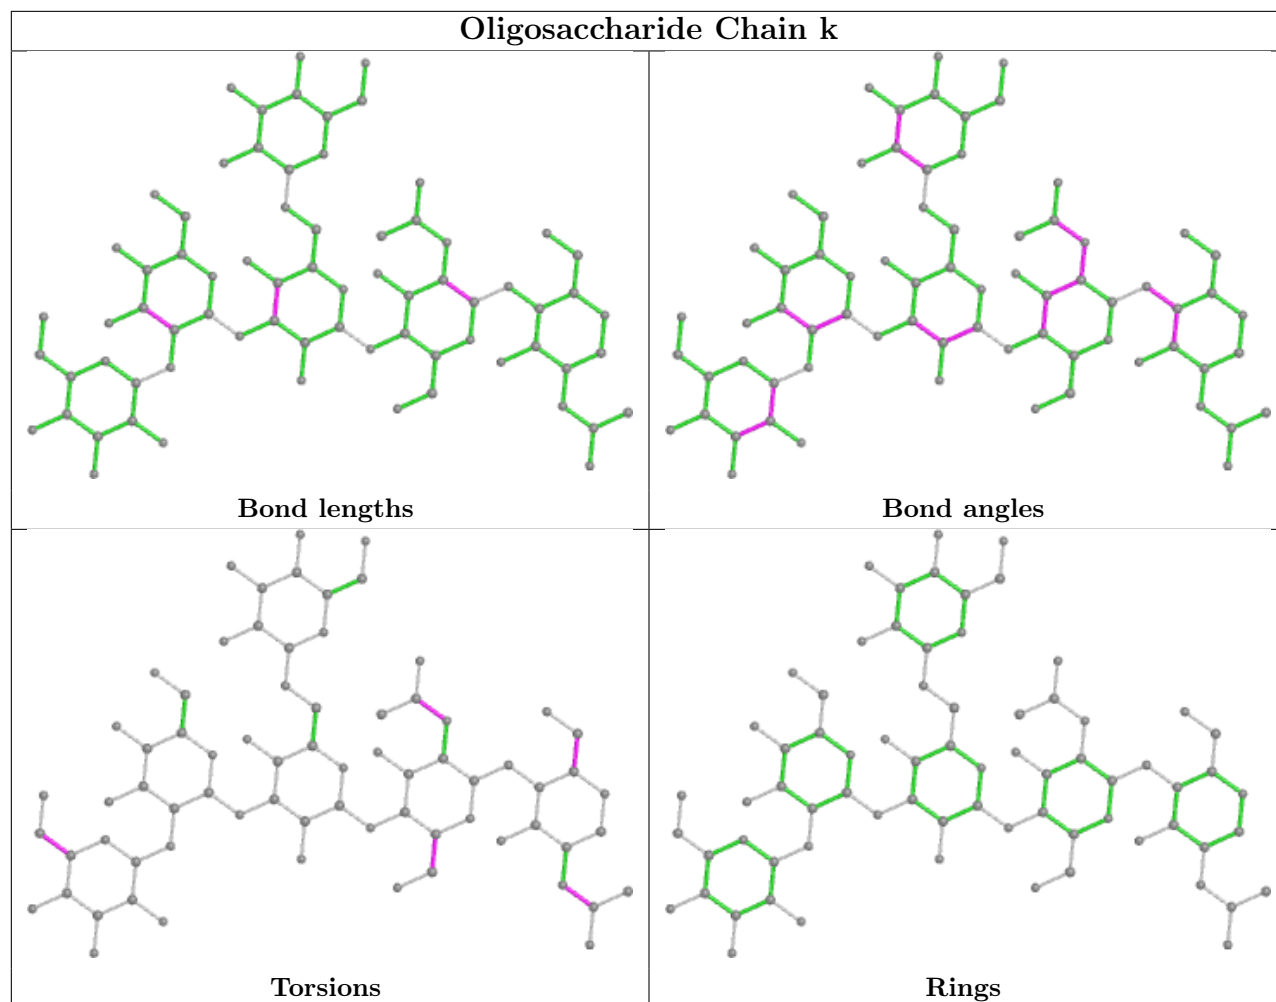 Oligosaccharide Chain k
Bond lengths
Bond angles
Torsions
Rings